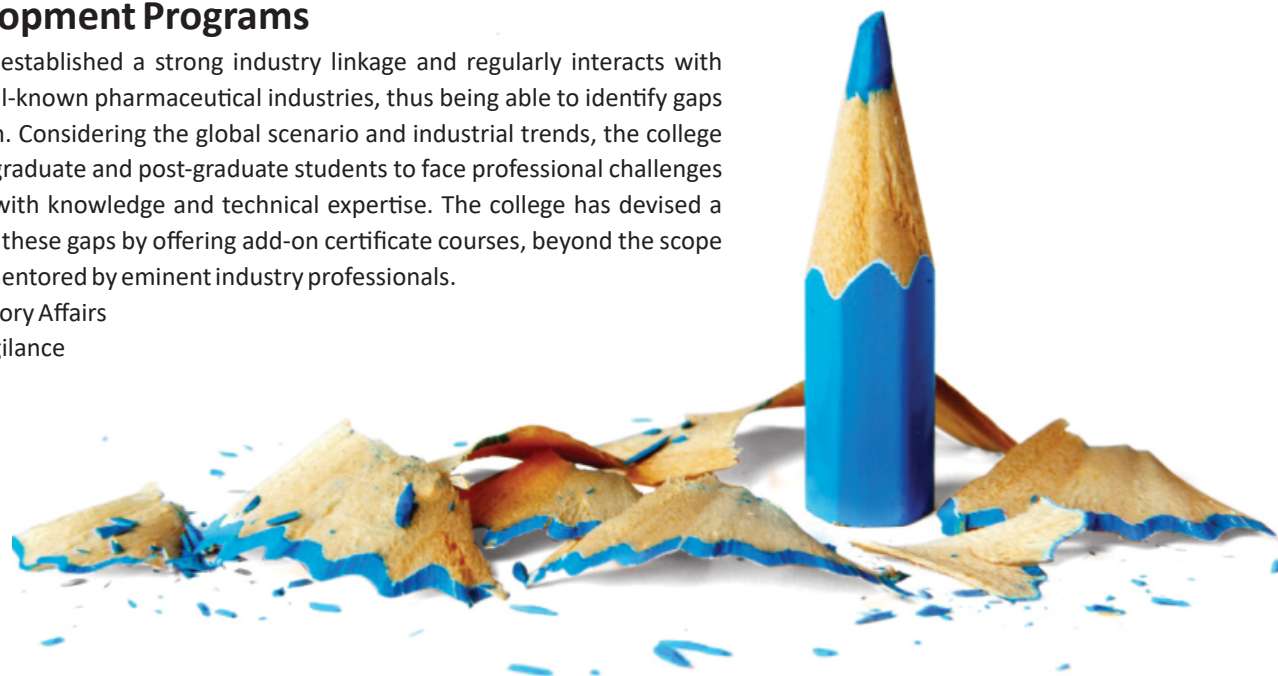 opment Programs
established a strong industry linkage and regularly interacts with
l-known pharmaceutical industries, thus being able to identify gaps
. Considering the global scenario and industrial trends, the college
graduate and post-graduate students to face professional challenges
with knowledge and technical expertise. The college has devised a
these gaps by offering add-on certificate courses, beyond the scope
entored by eminent industry professionals.
ory Affairs
gilance